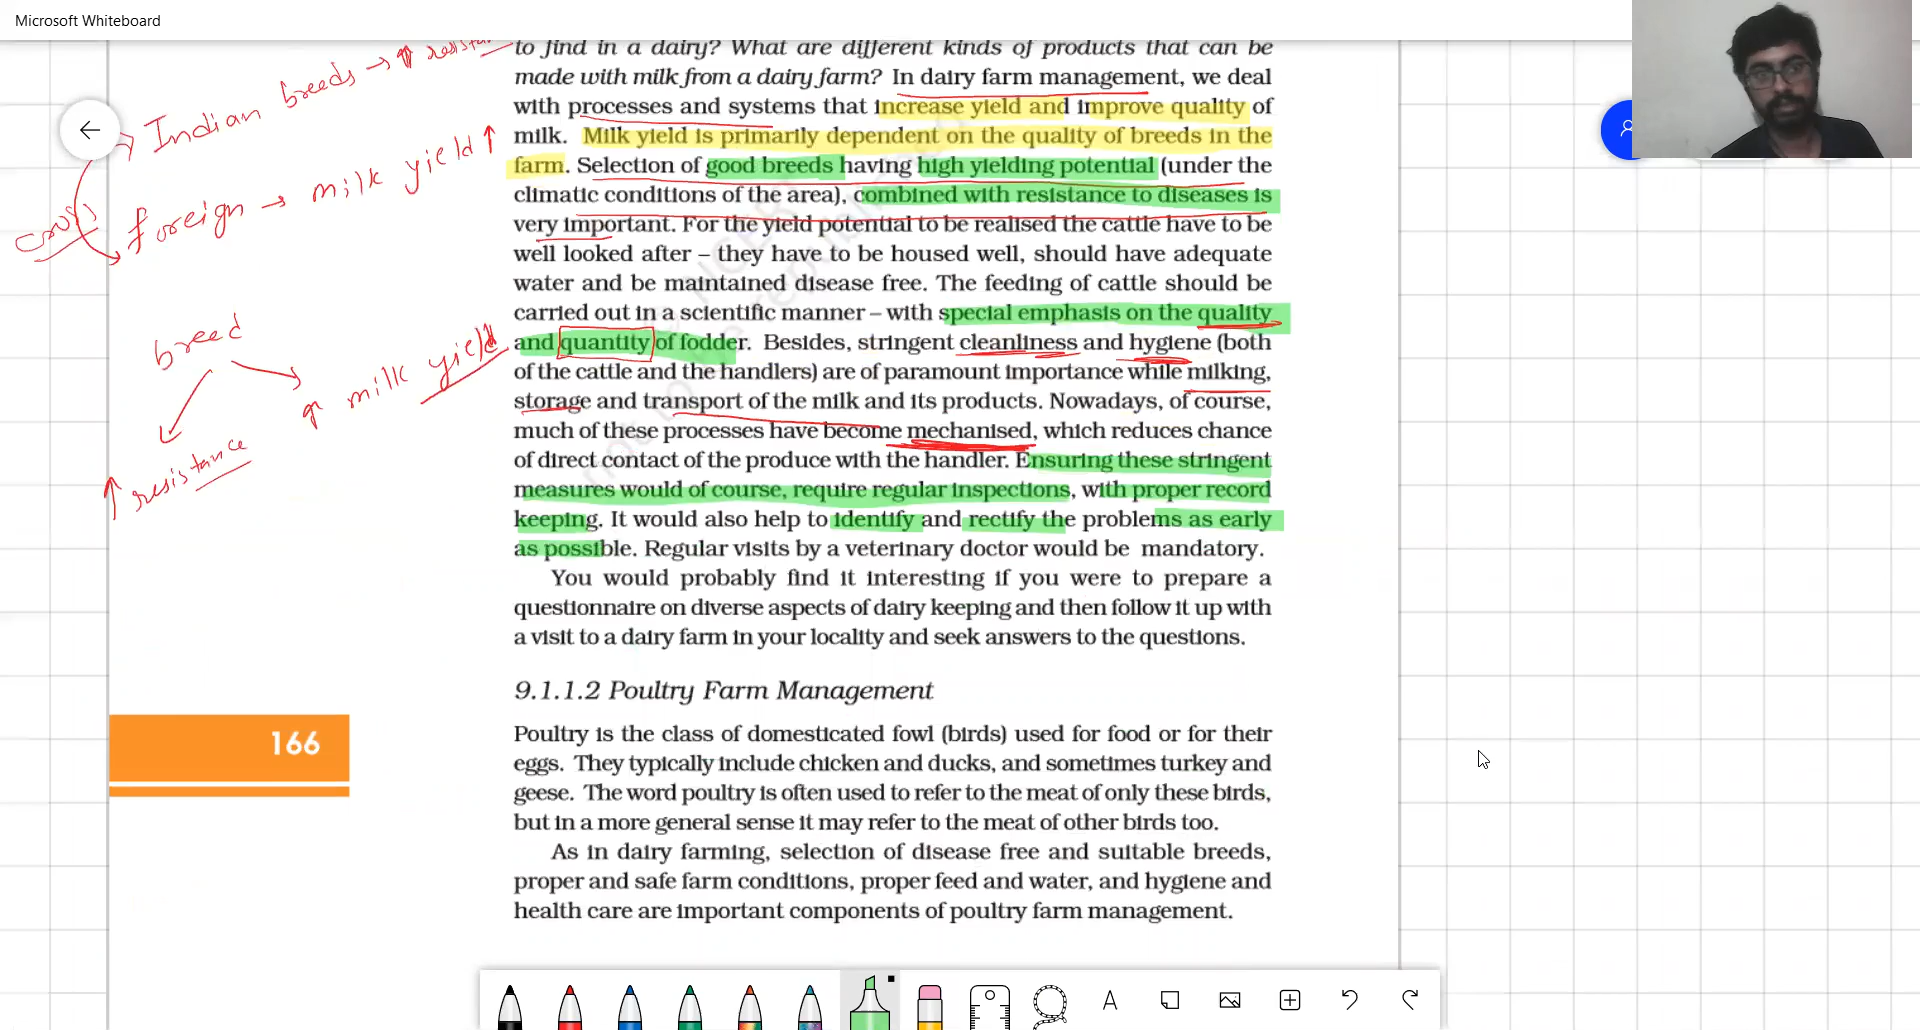 Microsoft Whiteboard
to find in a dairy? What are different kinds of products that can be
made with milk from a dairy farm? In dairy farm management, we deal
with processes and systems that increase yield and improve quality of
milk. Milk yield is primarily dependent on the quality of breeds in the
farm. Selection of good breeds having high yielding potential (under the
climatic conditions of the area), combined with resistance to diseases is
very important. For the yield potential to be realised the cattle have to be
well looked after – they have to be housed well, should have adequate
water and be maintained disease free. The feeding of cattle should be
carried out in a scientific manner – with special emphasis on the quality
and quantity of fodder. Besides, stringent cleanliness and hygiene (both
of the cattle and the handlers) are of paramount importance while milking,
storage and transport of the milk and its products. Nowadays, of course,
much of these processes have become mechanised, which reduces chance
of direct contact of the produce with the handler. Ensuring these stringent
measures would of course, require regular inspections, with proper record
keeping. It would also help to identify and rectify the problems as early
as possible. Regular visits by a veterinary doctor would be mandatory.
You would probably find it interesting if you were to prepare a
questionnaire on diverse aspects of dairy keeping and then follow it up with
a visit to a dairy farm in your locality and seek answers to the questions.
9.1.1.2 Poultry Farm Management
Poultry is the class of domesticated fowl (birds) used for food or for their
eggs. They typically include chicken and ducks, and sometimes turkey and
geese. The word poultry is often used to refer to the meat of only these birds,
but in a more general sense it may refer to the meat of other birds too.
As in dairy farming, selection of disease free and suitable breeds,
proper and safe farm conditions, proper feed and water, and hygiene and
health care are important components of poultry farm management.
Indian breeds → ↑ resistan
cross
foreign → milk yield ↑
breed
↑ milk yield
↑ resistance
166